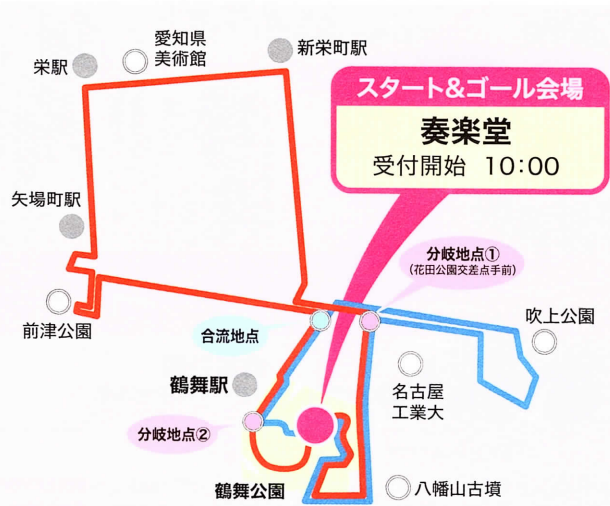 愛知県
美術館
新栄町駅
栄駅
スタート&ゴール会場
奏楽堂
受付開始 10:00
矢場町駅
分岐地点①
(花田公園交差点手前)
前津公園
合流地点
吹上公園
鶴舞駅
名古屋
工業大
分岐地点②
鶴舞公園
八幡山古墳